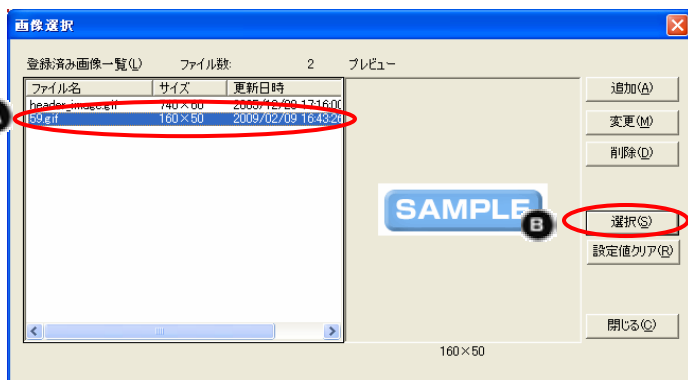 画像選択
登録済み画像一覧(L) ファイル数: 2 プレビュー
ファイル名 サイズ 更新日時
header_image.gif 740×60 2005/12/29 17:16:00
59.gif 160×50 2009/02/09 16:43:26
SAMPLE
B
160×50
追加(A)
変更(M)
削除(D)
選択(S)
設定値クリア(R)
閉じる(C)